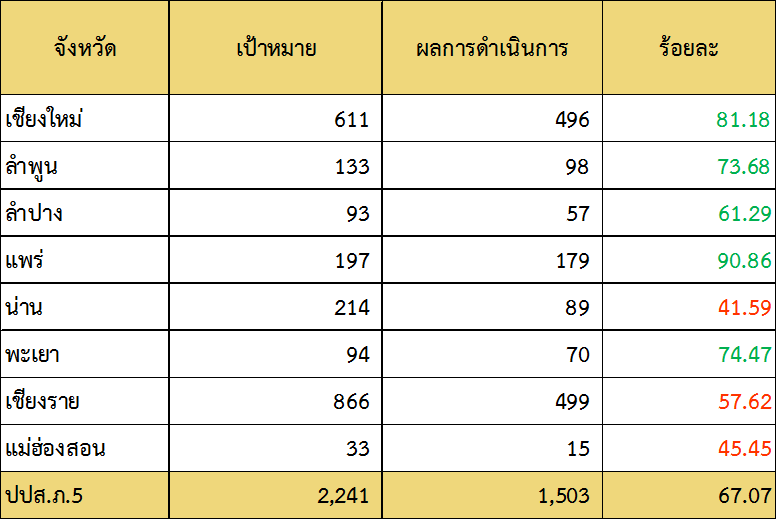 จังหวัด เป้าหมาย ผลการดำเนินการ ร้อยละ
เชียงใหม่ 611 496 81.18
ลำพูน 133 98 73.68
ลำปาง 93 57 61.29
แพร่ 197 179 90.86
น่าน 214 89 41.59
พะเยา 94 70 74.47
เชียงราย 866 499 57.62
แม่ฮ่องสอน 33 15 45.45
ปปส.ภ.5 2,241 1,503 67.07